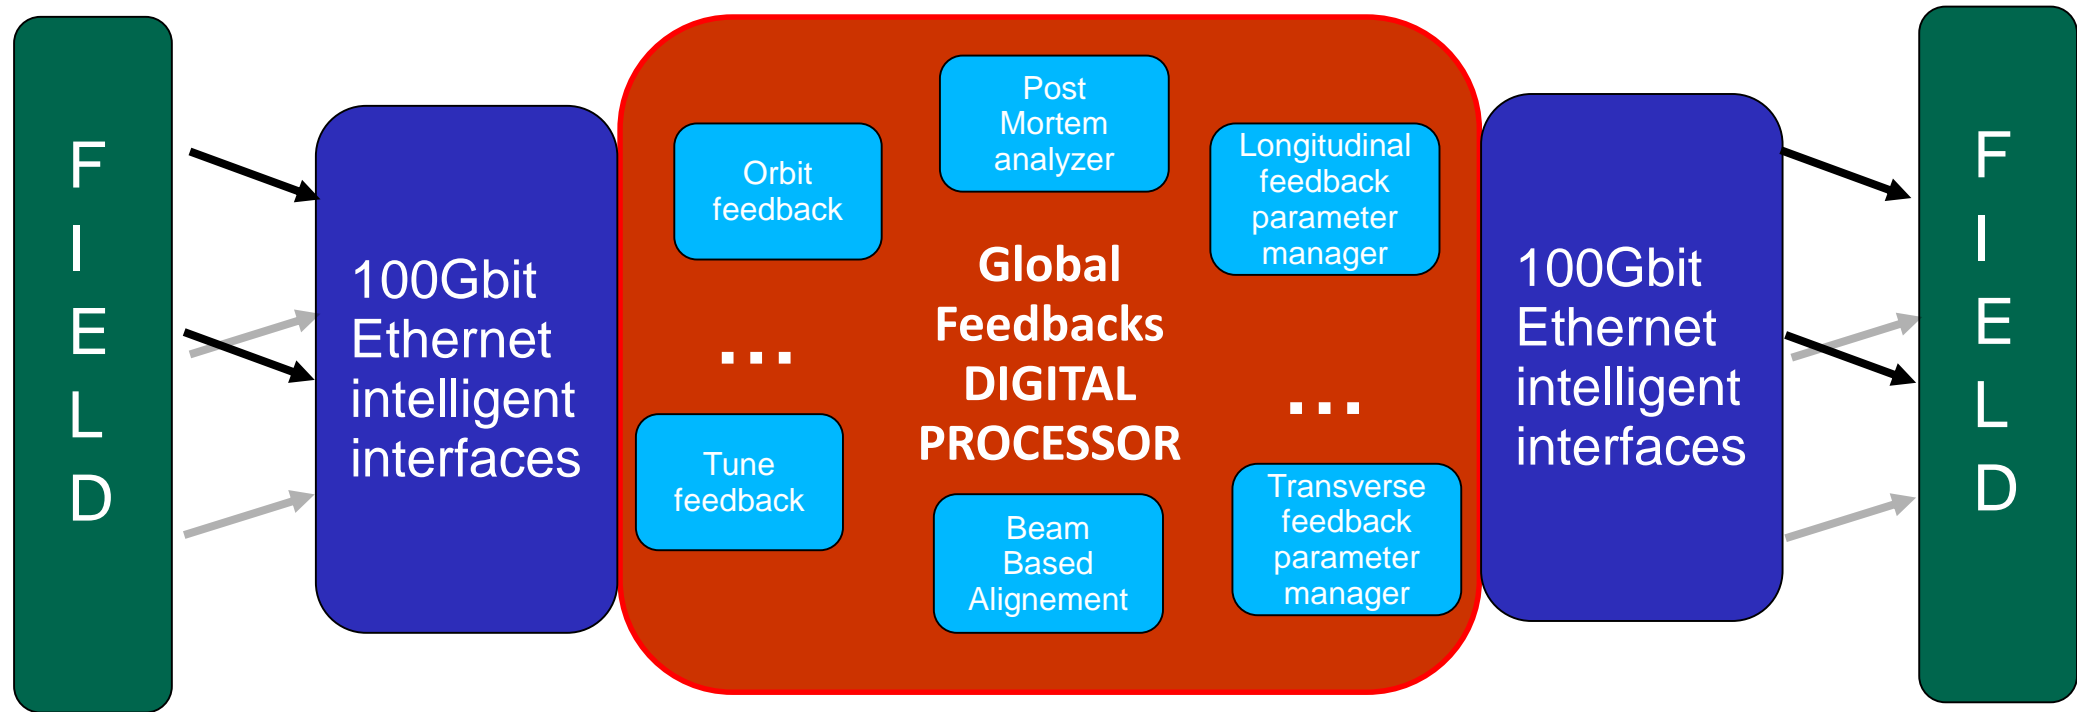 F
I
E
L
D
100Gbit
Ethernet
intelligent
interfaces
Orbit
feedback
...
Tune
feedback
Post
Mortem
analyzer
Global
Feedbacks
DIGITAL
PROCESSOR
Beam
Based
Alignement
Longitudinal
feedback
parameter
manager
...
Transverse
feedback
parameter
manager
100Gbit
Ethernet
intelligent
interfaces
F
I
E
L
D